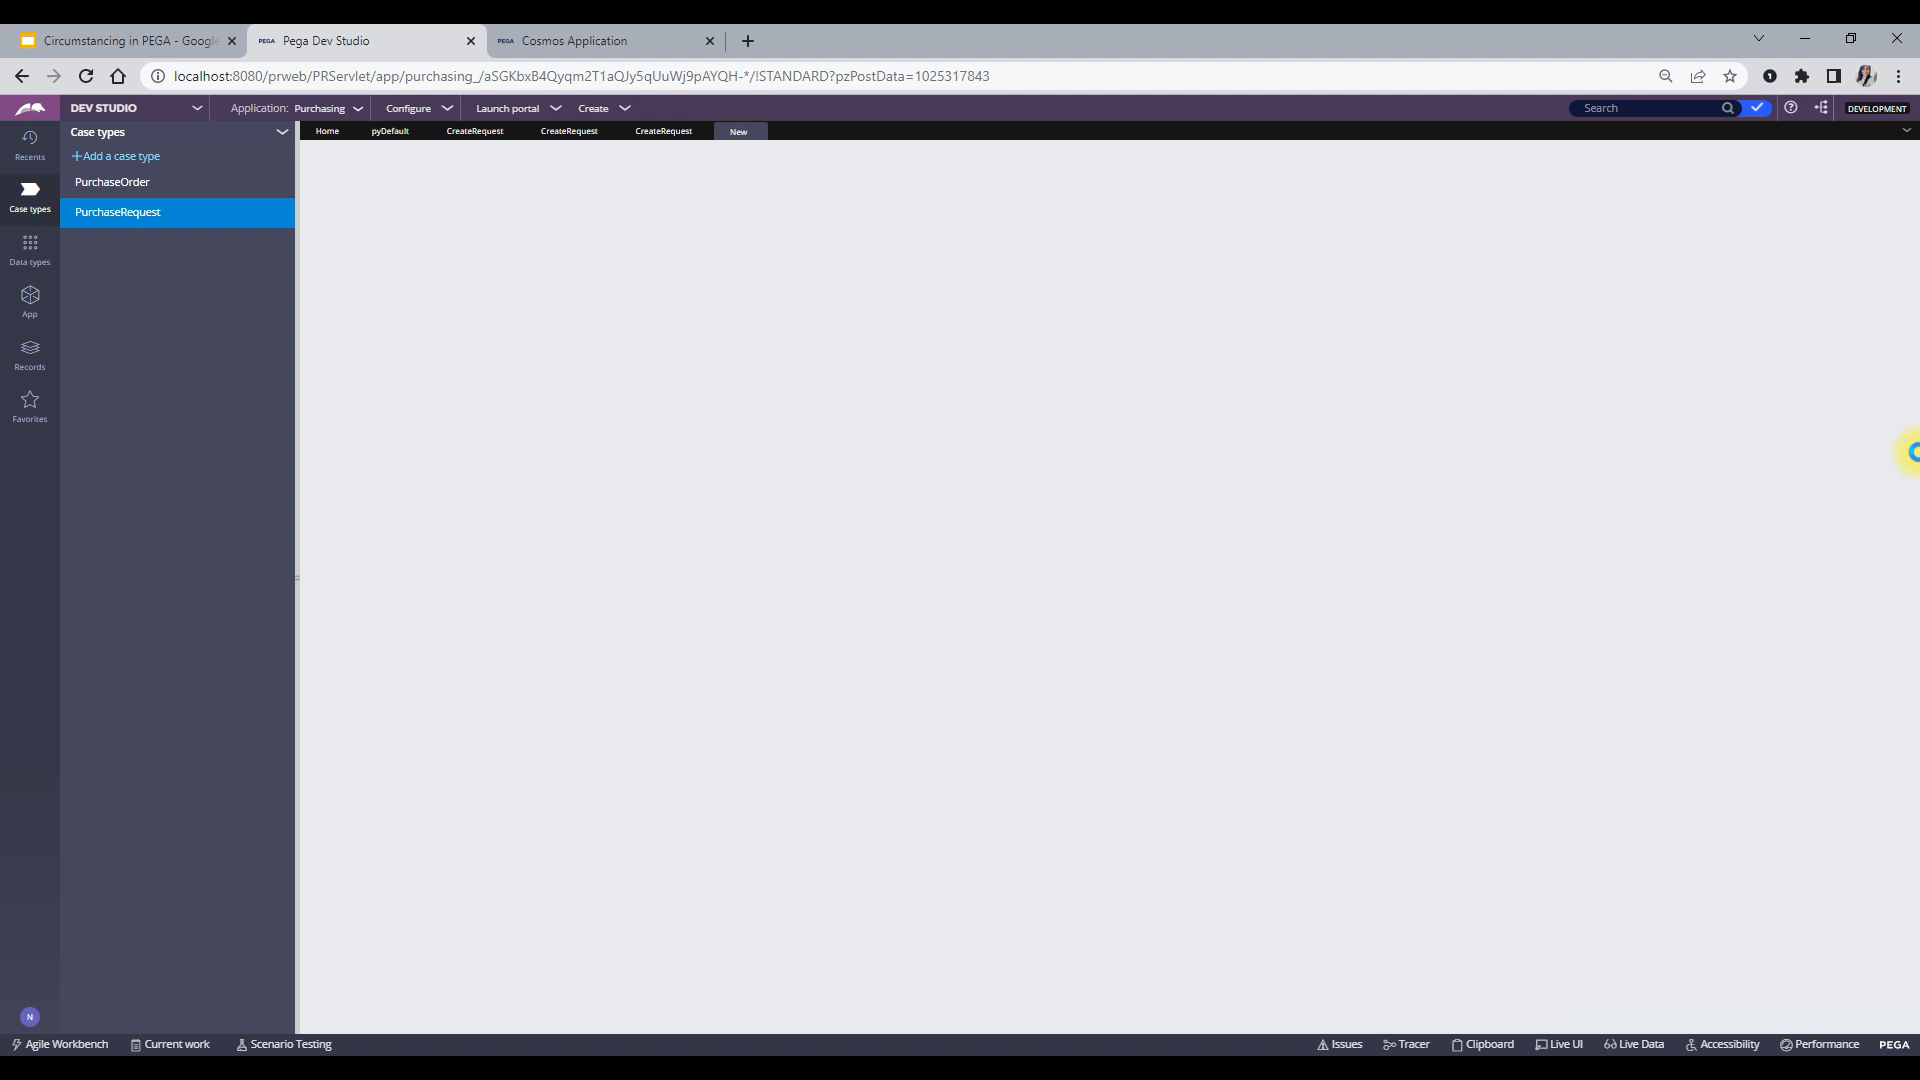 Circumstancing in PEGA - Google
PEGA Pega Dev Studio
PEGA Cosmos Application
localhost:8080/prweb/PRServlet/app/purchasing_/aSGKbxB4Qyqm2T1aQJy5qUuWj9pAYQH-*/!STANDARD?pzPostData=1025317843
DEV STUDIO
Application: Purchasing
Configure
Launch portal
Create
Search
DEVELOPMENT
Recents
Case types
Data types
App
Records
Favorites
N
Case types
+Add a case type
PurchaseOrder
PurchaseRequest
Home
pyDefault
CreateRequest
CreateRequest
CreateRequest
New
Agile Workbench
Current work
Scenario Testing
Issues
Tracer
Clipboard
Live UI
Live Data
Accessibility
Performance
PEGA